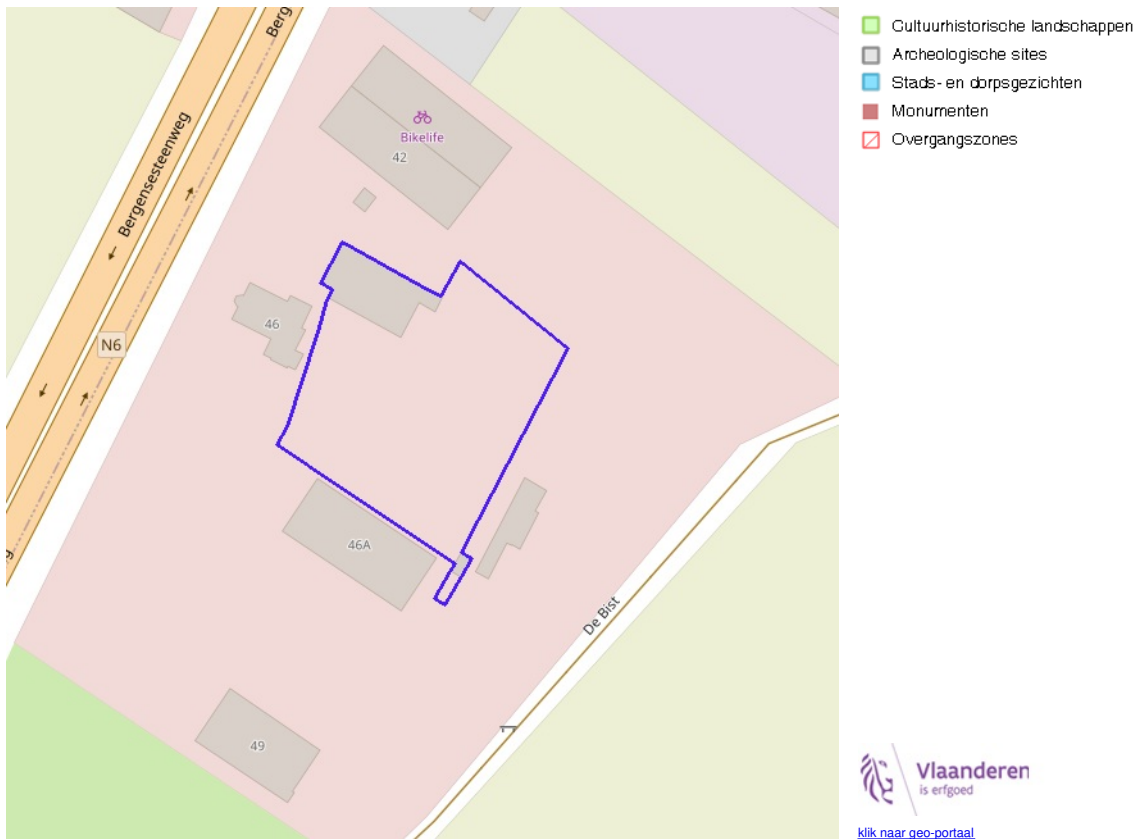 Berg
Bergensesteenweg
Bikelife
42
46
N6
46A
De Bist
49
Cultuurhistorische landschappen
Archeologische sites
Stads- en dorpsgezichten
Monumenten
Overgangszones
Vlaanderen
is erfgoed
klik naar geo-portaal